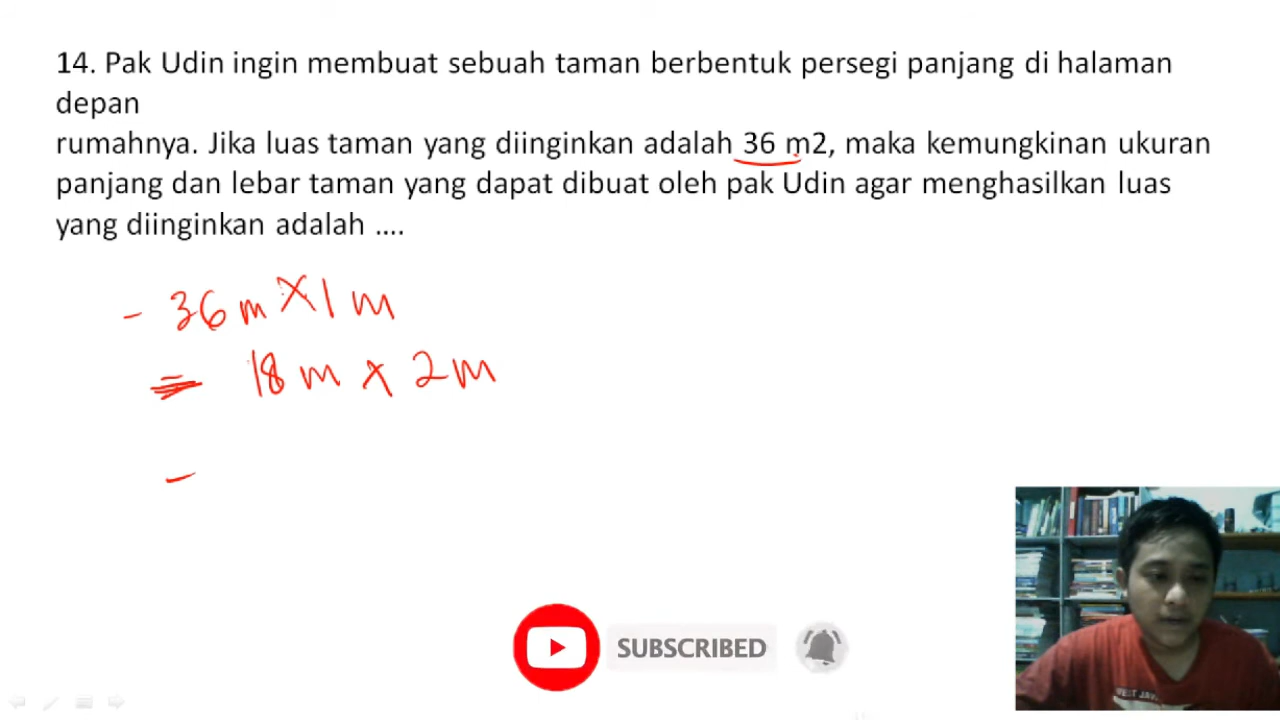 14. Pak Udin ingin membuat sebuah taman berbentuk persegi panjang di halaman
depan
rumahnya. Jika luas taman yang diinginkan adalah 36 m2, maka kemungkinan ukuran
panjang dan lebar taman yang dapat dibuat oleh pak Udin agar menghasilkan luas
yang diinginkan adalah ....
- 36 m x 1 m
= 18 m x 2 m
-
SUBSCRIBED